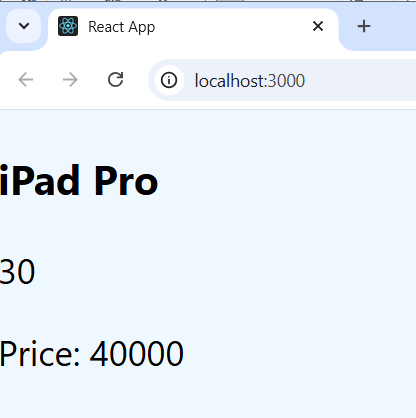 React App
localhost:3000
iPad Pro
30
Price: 40000